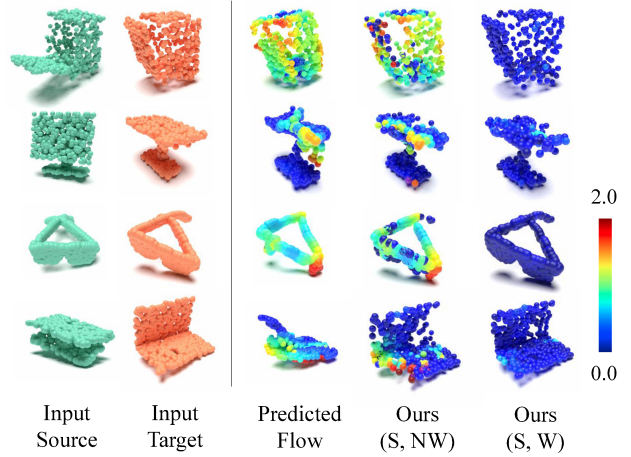 2.0
0.0
Input
Source
Input
Target
Predicted
Flow
Ours
(S, NW)
Ours
(S, W)